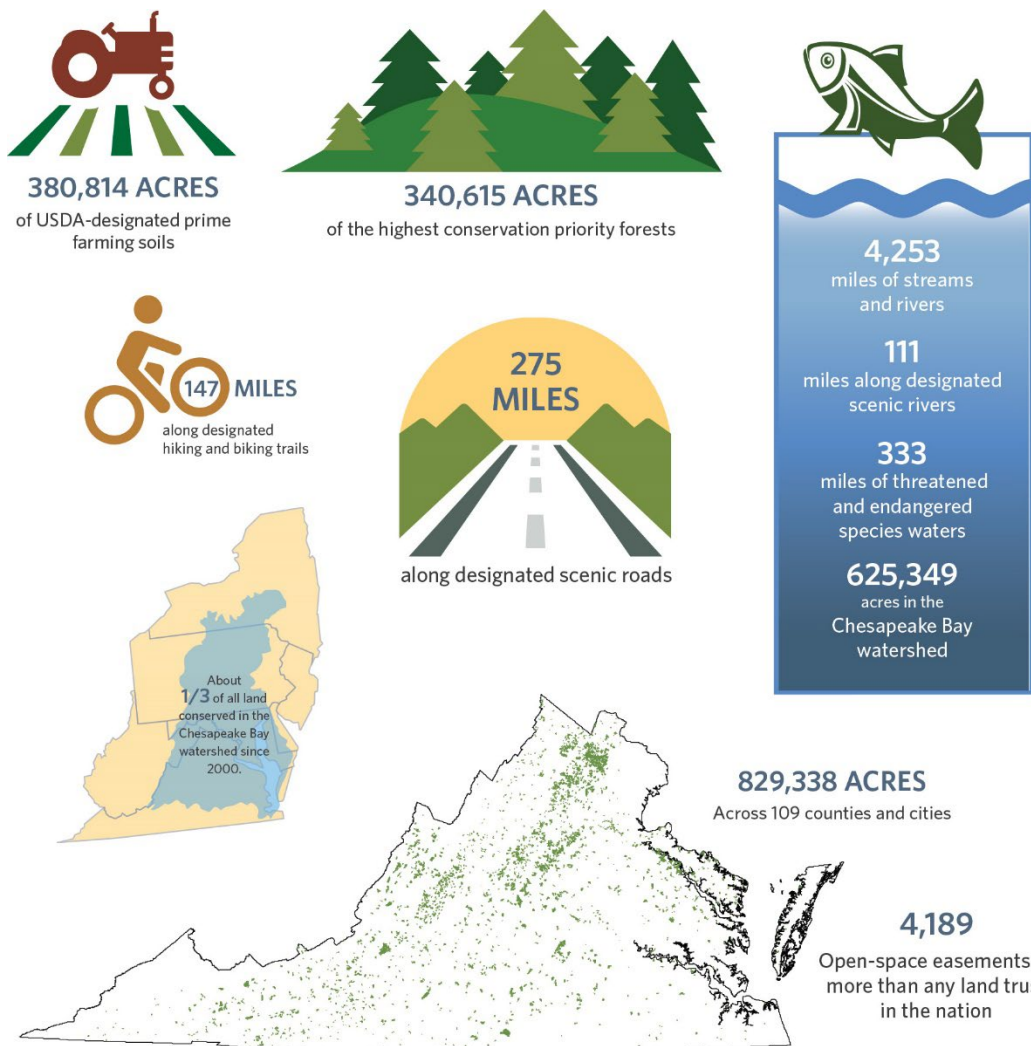 380,814 ACRES
of USDA-designated prime
farming soils
340,615 ACRES
of the highest conservation priority forests
4,253
miles of streams
and rivers
111
miles along designated
scenic rivers
333
miles of threatened
and endangered
species waters
625,349
acres in the
Chesapeake Bay
watershed
147 MILES
along designated
hiking and biking trails
275
MILES
along designated scenic roads
About
1/3 of all land
conserved in the
Chesapeake Bay
watershed since
2000.
829,338 ACRES
Across 109 counties and cities
4,189
Open-space easements
more than any land
in the nation